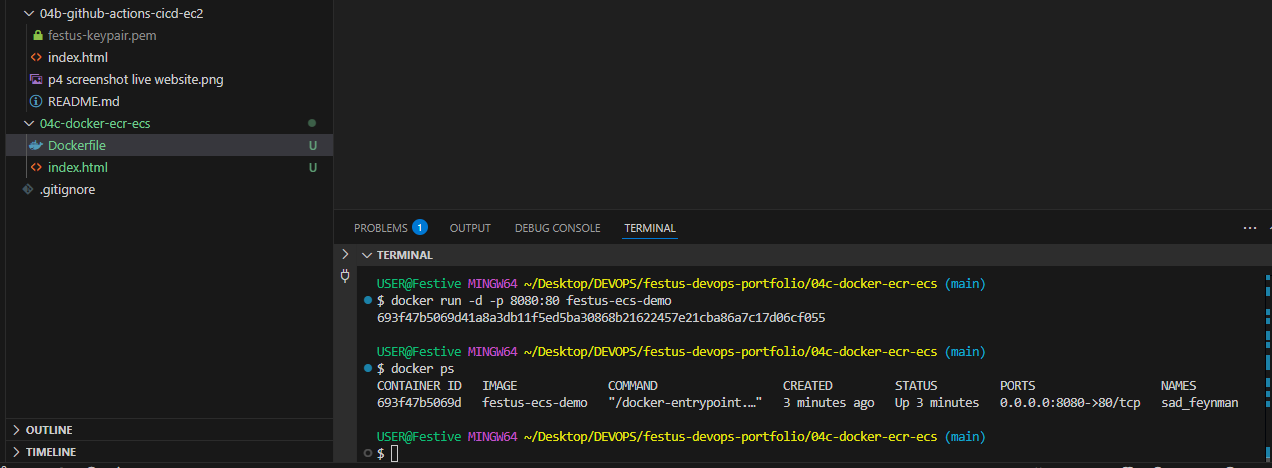 04b-github-actions-cicd-ec2
festus-keypair.pem
index.html
p4 screenshot live website.png
README.md
04c-docker-ecr-ecs
Dockerfile U
index.html U
.gitignore
OUTLINE
TIMELINE
PROBLEMS 1 OUTPUT DEBUG CONSOLE TERMINAL
TERMINAL
USER@Festive MINGW64 ~/Desktop/DEVOPS/festus-devops-portfolio/04c-docker-ecr-ecs (main)
$ docker run -d -p 8080:80 festus-ecs-demo
693f47b5069d41a8a3db11f5ed5ba30868b21622457e21cba86a7c17d06cf055
USER@Festive MINGW64 ~/Desktop/DEVOPS/festus-devops-portfolio/04c-docker-ecr-ecs (main)
$ docker ps
CONTAINER ID IMAGE COMMAND CREATED STATUS PORTS NAMES
693f47b5069d festus-ecs-demo "/docker-entrypoint.…" 3 minutes ago Up 3 minutes 0.0.0.0:8080->80/tcp sad_feynman
USER@Festive MINGW64 ~/Desktop/DEVOPS/festus-devops-portfolio/04c-docker-ecr-ecs (main)
$